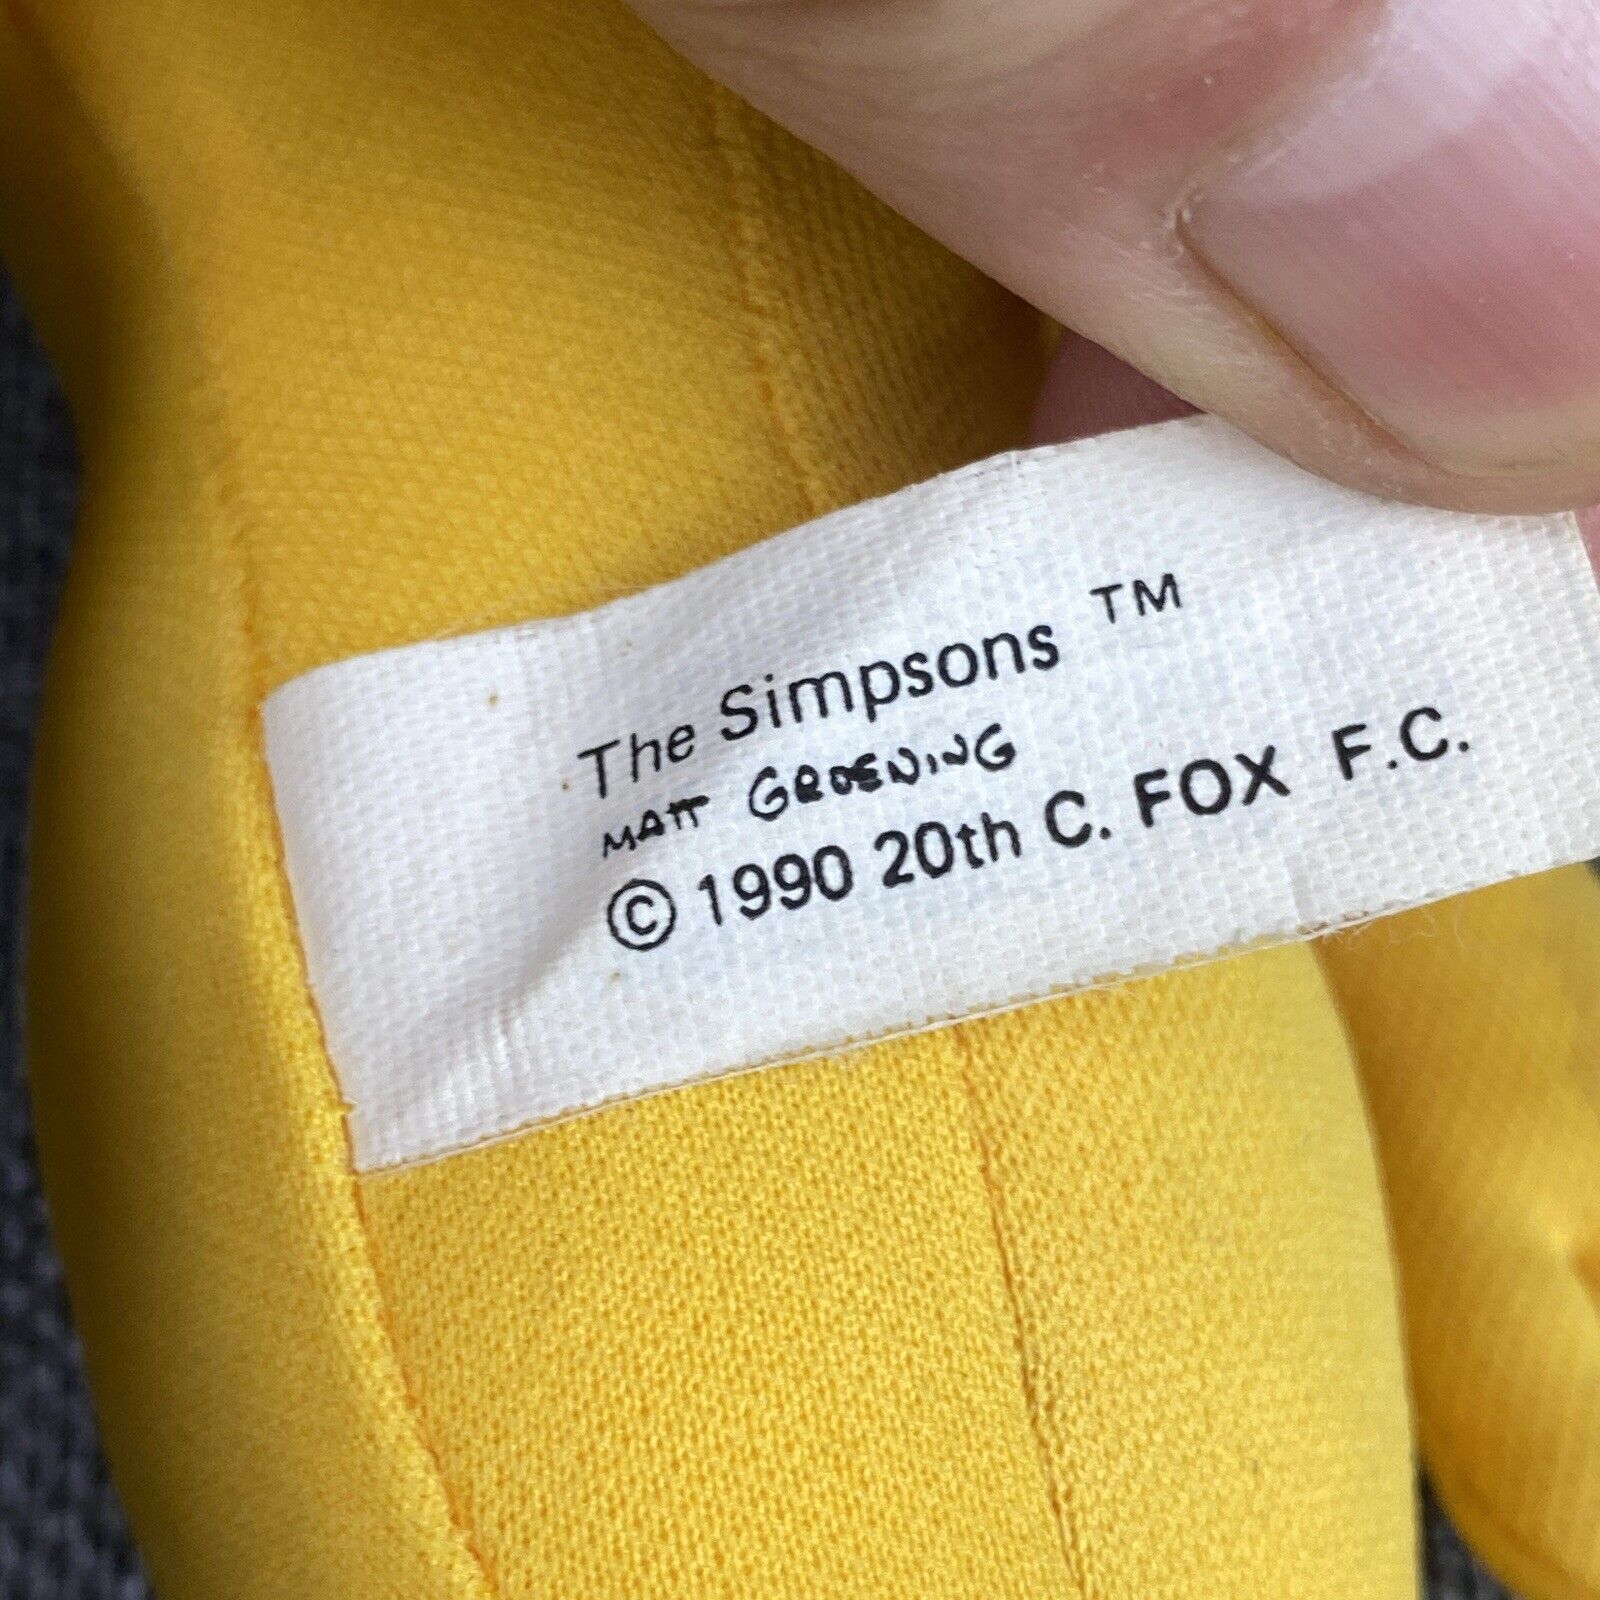 The Simpsons ™
MATT GROENING
© 1990 20th C. FOX F.C.